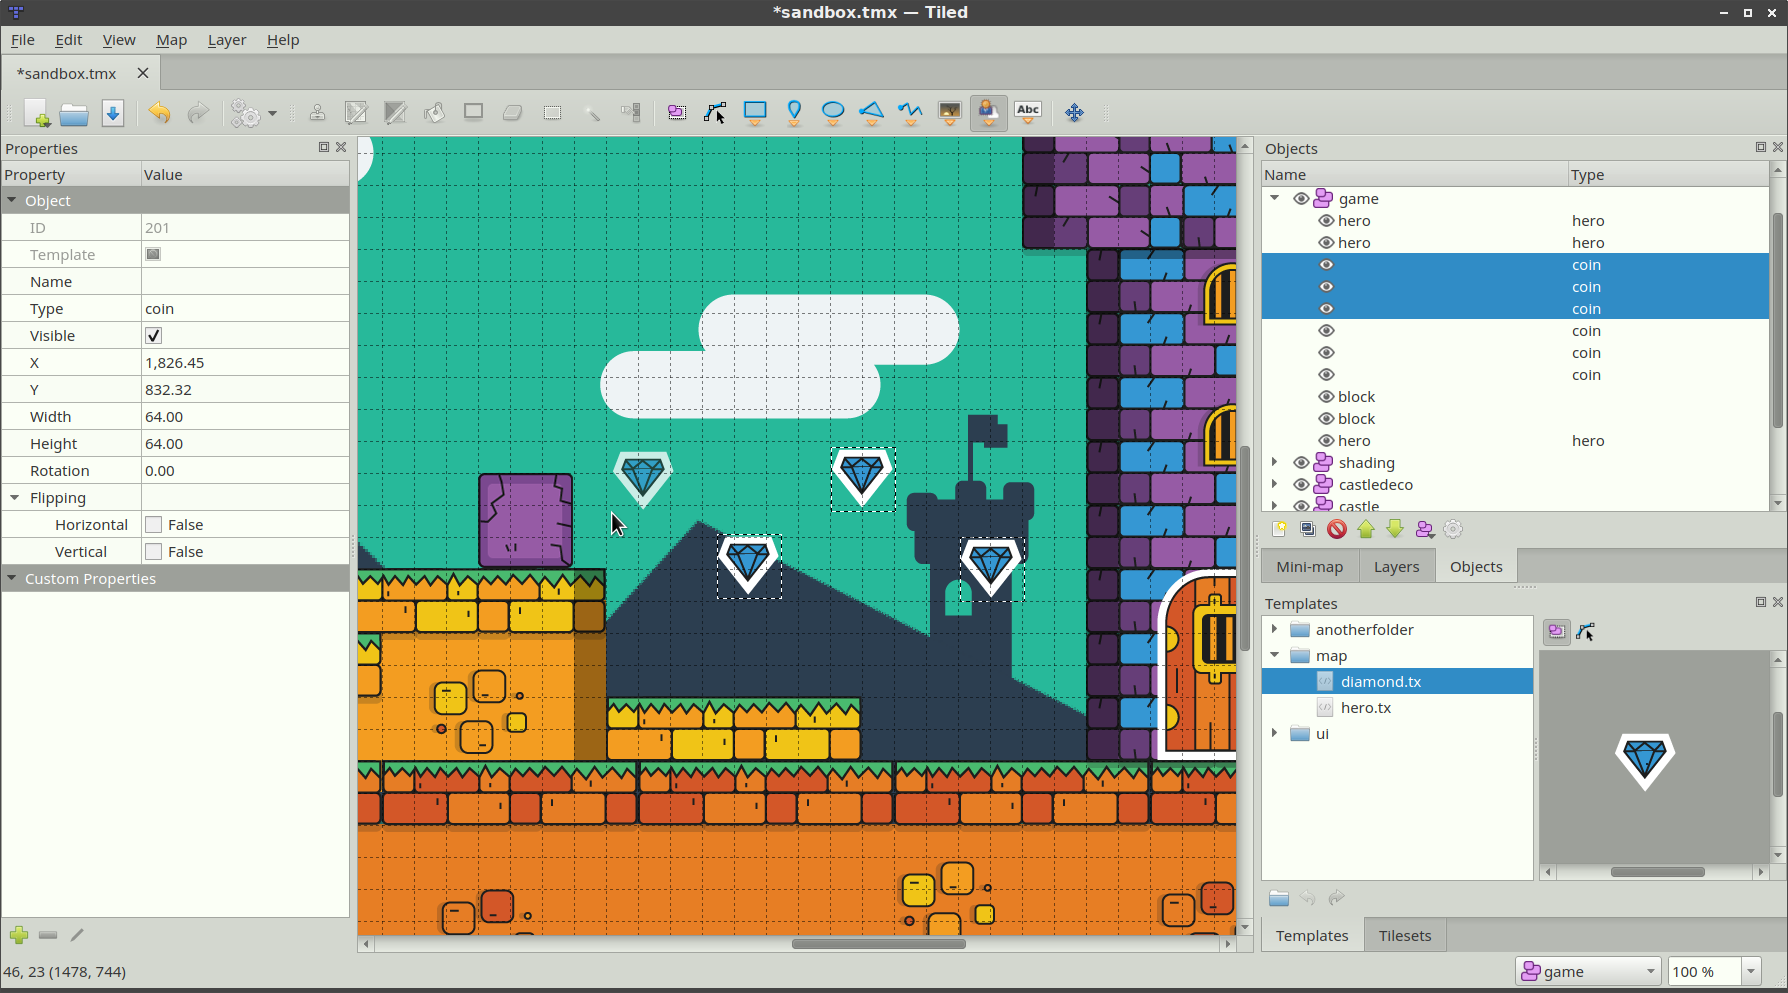 *sandbox.tmx — Tiled
File Edit View Map Layer Help
*sandbox.tmx
Abc
Properties
Property Value
Object
ID 201
Template
Name
Type coin
Visible
X 1,826.45
Y 832.32
Width 64.00
Height 64.00
Rotation 0.00
Flipping
Horizontal False
Vertical False
Custom Properties
46, 23 (1478, 744)
Objects
Name Type
game
hero hero
hero hero
coin
coin
coin
coin
coin
coin
block
block
hero hero
shading
castledeco
castle
Mini-map Layers Objects
Templates
anotherfolder
map
diamond.tx
hero.tx
ui
Templates Tilesets
game 100 %